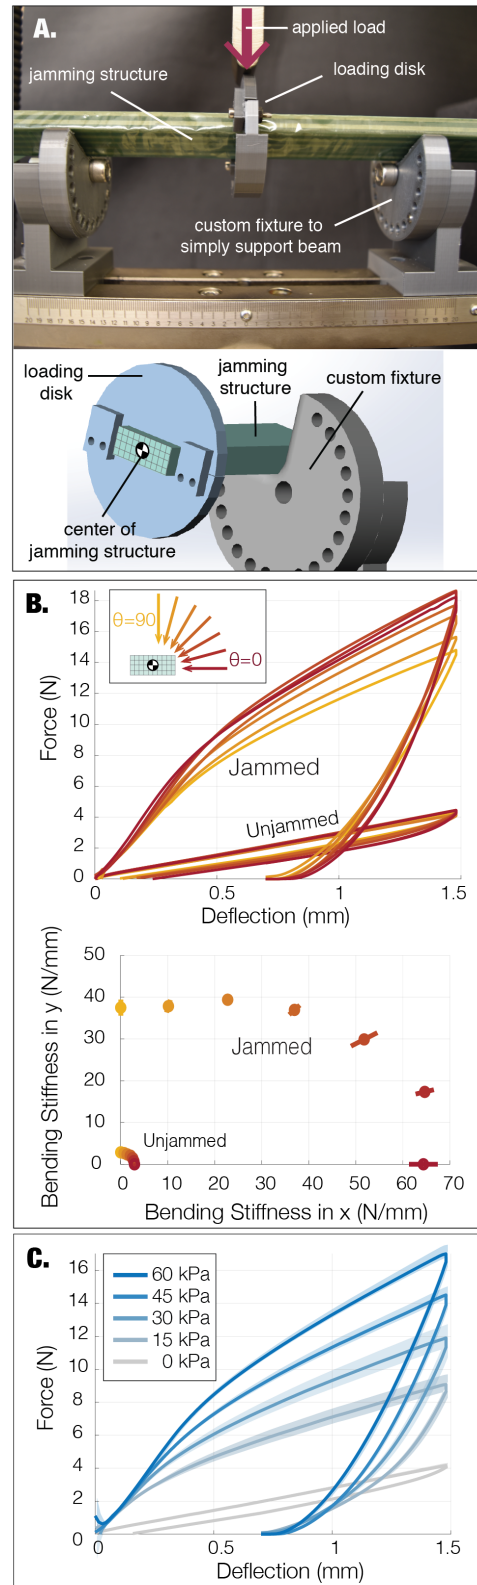 A.
applied load
jamming structure
loading disk
custom fixture to
simply support beam
loading
disk
jamming
structure
custom fixture
center of
jamming structure
B.
18
16
14
12
10
8
6
4
2
0
Force (N)
θ=90
θ=0
Jammed
Unjammed
0
0.5
1
1.5
Deflection (mm)
50
40
30
20
10
0
Bending Stiffness in y (N/mm)
Jammed
Unjammed
0
10
20
30
40
50
60
70
Bending Stiffness in x (N/mm)
C.
16
14
12
10
8
6
4
2
0
Force (N)
60 kPa
45 kPa
30 kPa
15 kPa
0 kPa
0
0.5
1
1.5
Deflection (mm)